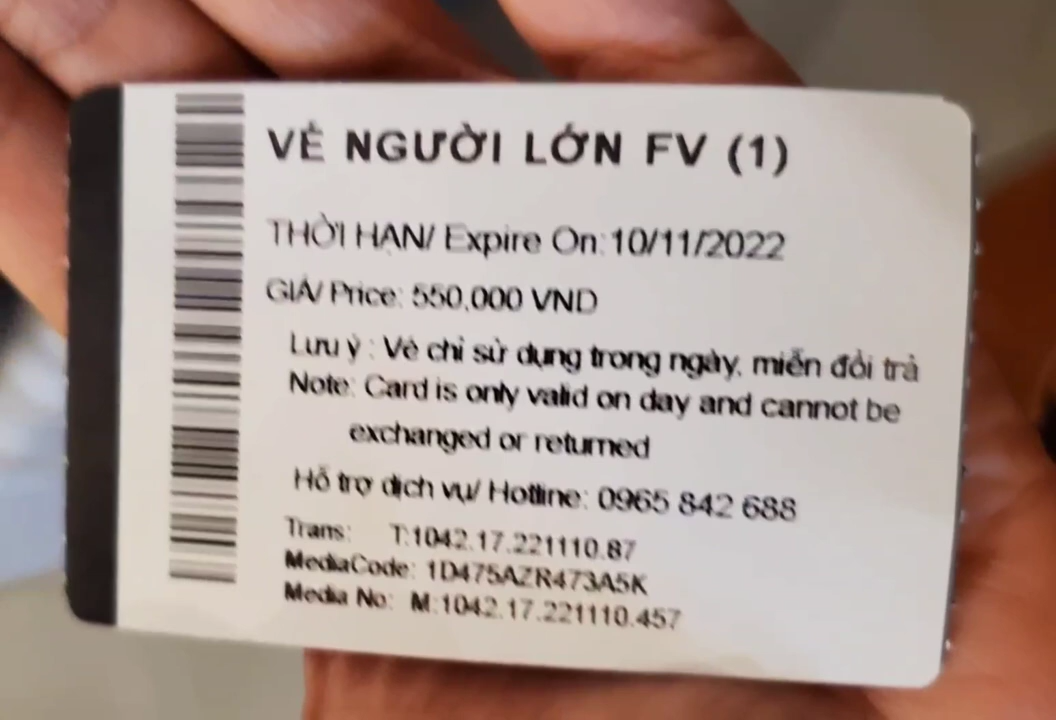 VÉ NGƯỜI LỚN FV (1)
THỜI HẠN/ Expire On: 10/11/2022
GIÁ/ Price: 550,000 VND
Lưu ý : Vé chỉ sử dụng trong ngày, miễn đổi trả
Note: Card is only valid on day and cannot be
exchanged or returned
Hỗ trợ dịch vụ/ Hotline: 0965 842 688
Trans: T:1042.17.221110.87
MediaCode: 1D475AZR473A5K
Media No: M:1042.17.221110.457